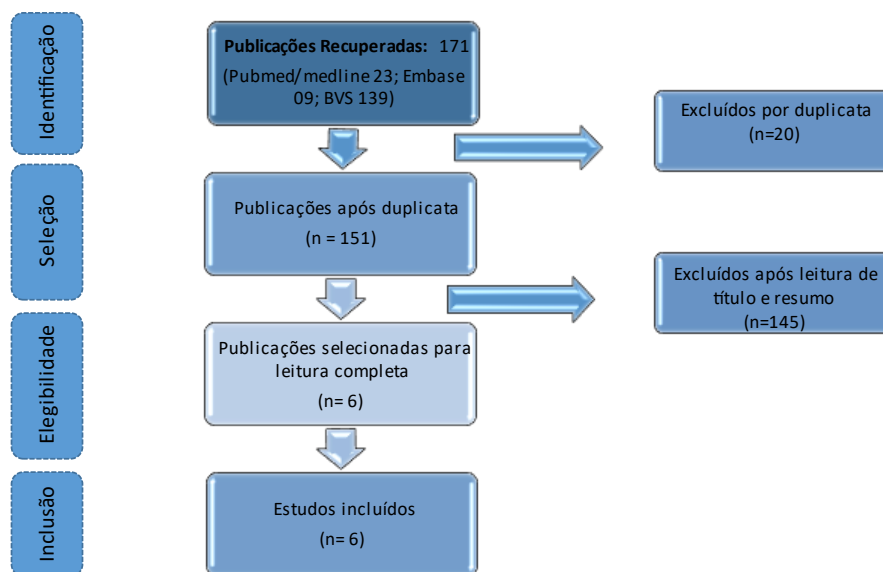 Identificação
Publicações Recuperadas: 171
(Pubmed/medline 23; Embase
09; BVS 139)
Excluídos por duplicata
(n=20)
Seleção
Publicações após duplicata
(n = 151)
Excluídos após leitura de
título e resumo
(n=145)
Elegibilidade
Publicações selecionadas para
leitura completa
(n= 6)
Inclusão
Estudos incluídos
(n= 6)